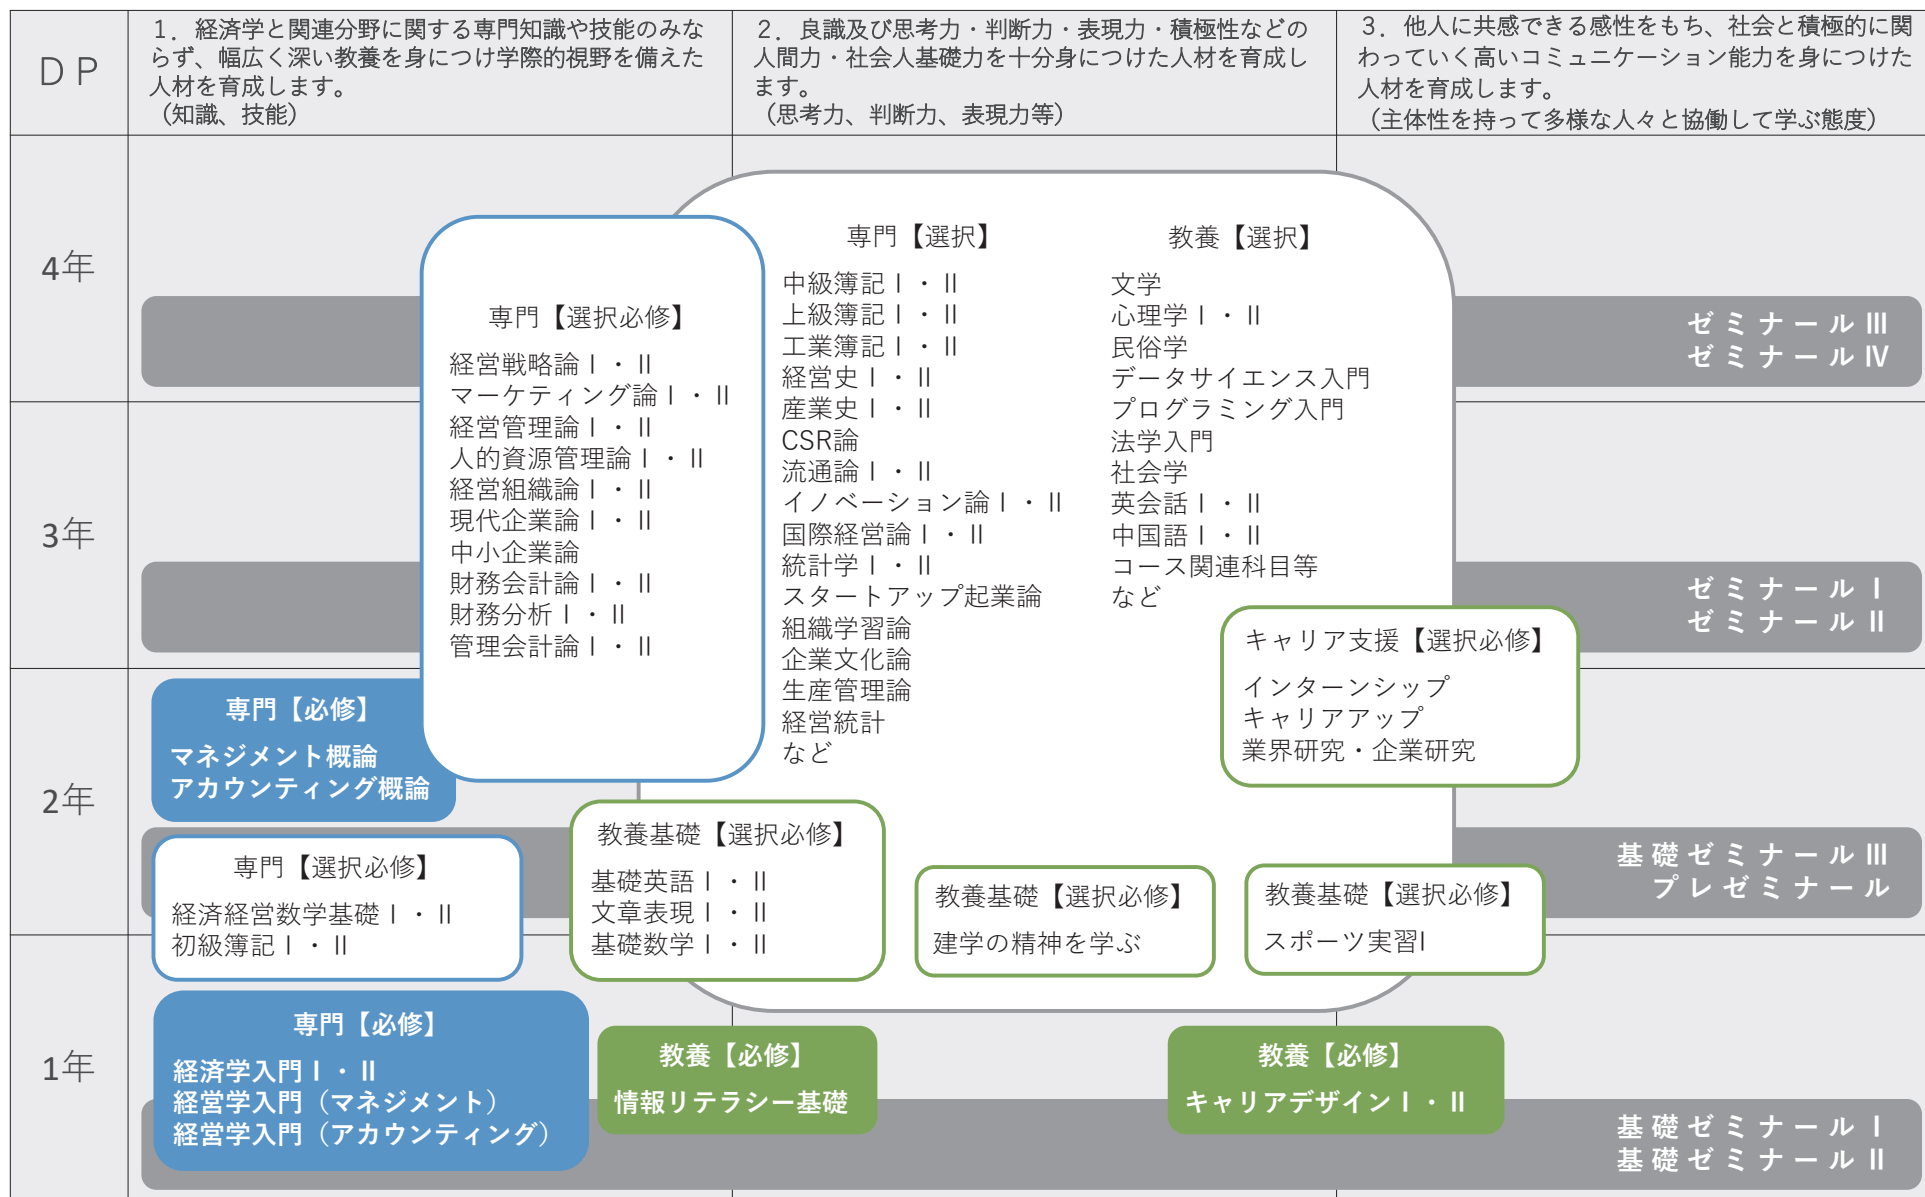 DP
1．経済学と関連分野に関する専門知識や技能のみな
らず、幅広く深い教養を身につけ学際的視野を備えた
人材を育成します。
（知識、技能）
2．良識及び思考力・判断力・表現力・積極性などの
人間力・社会人基礎力を十分身につけた人材を育成し
ます。
（思考力、判断力、表現力等）
3．他人に共感できる感性をもち、社会と積極的に関
わっていく高いコミュニケーション能力を身につけた
人材を育成します。
（主体性を持って多様な人々と協働して学ぶ態度）
4年
専門【選択必修】
経営戦略論Ⅰ・Ⅱ
マーケティング論Ⅰ・Ⅱ
経営管理論Ⅰ・Ⅱ
人的資源管理論Ⅰ・Ⅱ
経営組織論Ⅰ・Ⅱ
現代企業論Ⅰ・Ⅱ
中小企業論
財務会計論Ⅰ・Ⅱ
財務分析Ⅰ・Ⅱ
管理会計論Ⅰ・Ⅱ
専門【選択】
中級簿記Ⅰ・Ⅱ
上級簿記Ⅰ・Ⅱ
工業簿記Ⅰ・Ⅱ
経営史Ⅰ・Ⅱ
産業史Ⅰ・Ⅱ
CSR論
流通論Ⅰ・Ⅱ
イノベーション論Ⅰ・Ⅱ
国際経営論Ⅰ・Ⅱ
統計学Ⅰ・Ⅱ
スタートアップ起業論
組織学習論
企業文化論
生産管理論
経営統計
など
教養【選択】
文学
心理学Ⅰ・Ⅱ
民俗学
データサイエンス入門
プログラミング入門
法学入門
社会学
英会話Ⅰ・Ⅱ
中国語Ⅰ・Ⅱ
コース関連科目等
など
ゼミナールⅢ
ゼミナールⅣ
3年
ゼミナールⅠ
ゼミナールⅡ
キャリア支援【選択必修】
インターンシップ
キャリアアップ
業界研究・企業研究
2年
専門【必修】
マネジメント概論
アカウンティング概論
専門【選択必修】
経済経営数学基礎Ⅰ・Ⅱ
初級簿記Ⅰ・Ⅱ
教養基礎【選択必修】
基礎英語Ⅰ・Ⅱ
文章表現Ⅰ・Ⅱ
基礎数学Ⅰ・Ⅱ
教養基礎【選択必修】
建学の精神を学ぶ
教養基礎【選択必修】
スポーツ実習I
基礎ゼミナールⅢ
プレゼミナール
1年
専門【必修】
経済学入門Ⅰ・Ⅱ
経営学入門（マネジメント）
経営学入門（アカウンティング）
教養【必修】
情報リテラシー基礎
教養【必修】
キャリアデザインⅠ・Ⅱ
基礎ゼミナールⅠ
基礎ゼミナールⅡ